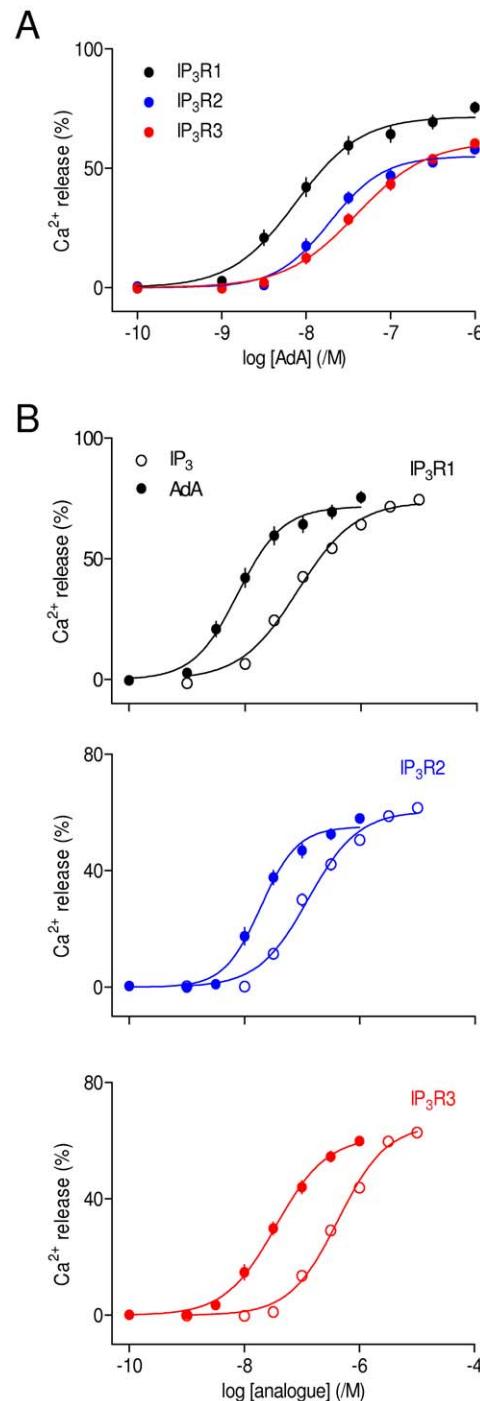 A
100
50
0
Ca²⁺ release (%)
IP₃R1
IP₃R2
IP₃R3
-10 -9 -8 -7 -6
log [AdA] (/M)
B
100
50
0
Ca²⁺ release (%)
IP₃
AdA
IP₃R1
80
40
0
Ca²⁺ release (%)
IP₃R2
80
40
0
Ca²⁺ release (%)
IP₃R3
-10 -8 -6 -4
log [analogue] (/M)